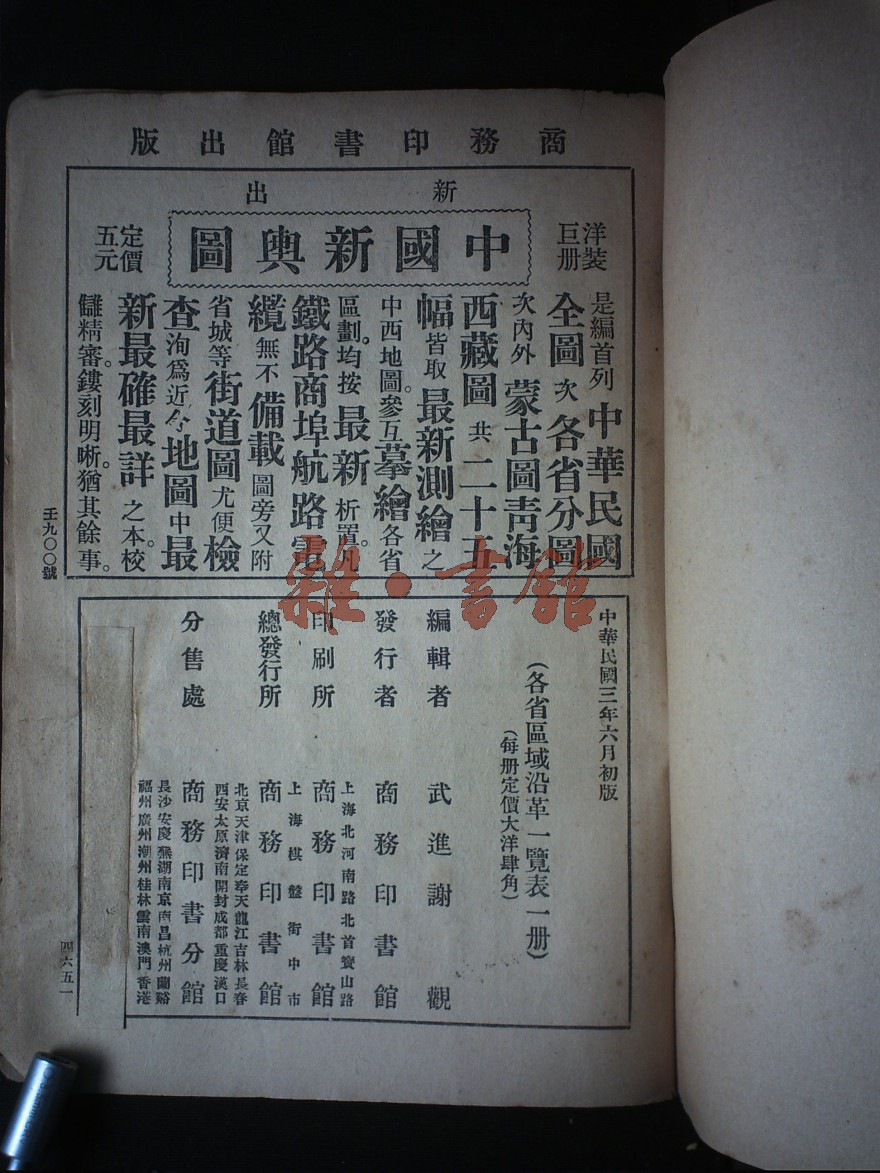 商務印書館出版
新出
洋裝
巨册
中國新輿圖
定價
五元
是編首列中華民國
全圖次各省分圖
次內外蒙古圖靑海
西藏圖共二十五
幅皆取最新測繪之
中西地圖。參互摹繪各省
區劃。均按最新析置。凡
鐵路商埠航路電
纜無不備載圖旁又附
省城等街道圖尤便檢
查洵爲近今地圖中最
新最確最詳之本。校
讎精審。鏤刻明晰。猶其餘事。
壬九〇〇號
中華民國三年六月初版
(各省區域沿革一覽表一册)
(每册定價大洋肆角)
編輯者 武進謝觀
發行者 商務印書館
上海北河南路北首寶山路
印刷所 商務印書館
上海棋盤街中市
總發行所 商務印書館
北京天津保定奉天龍江吉林長春
西安太原濟南開封成都重慶漢口
分售處 商務印書分館
長沙安慶蕪湖南京南昌杭州蘭谿
福州廣州潮州桂林雲南澳門香港
四六五一
雜·書館